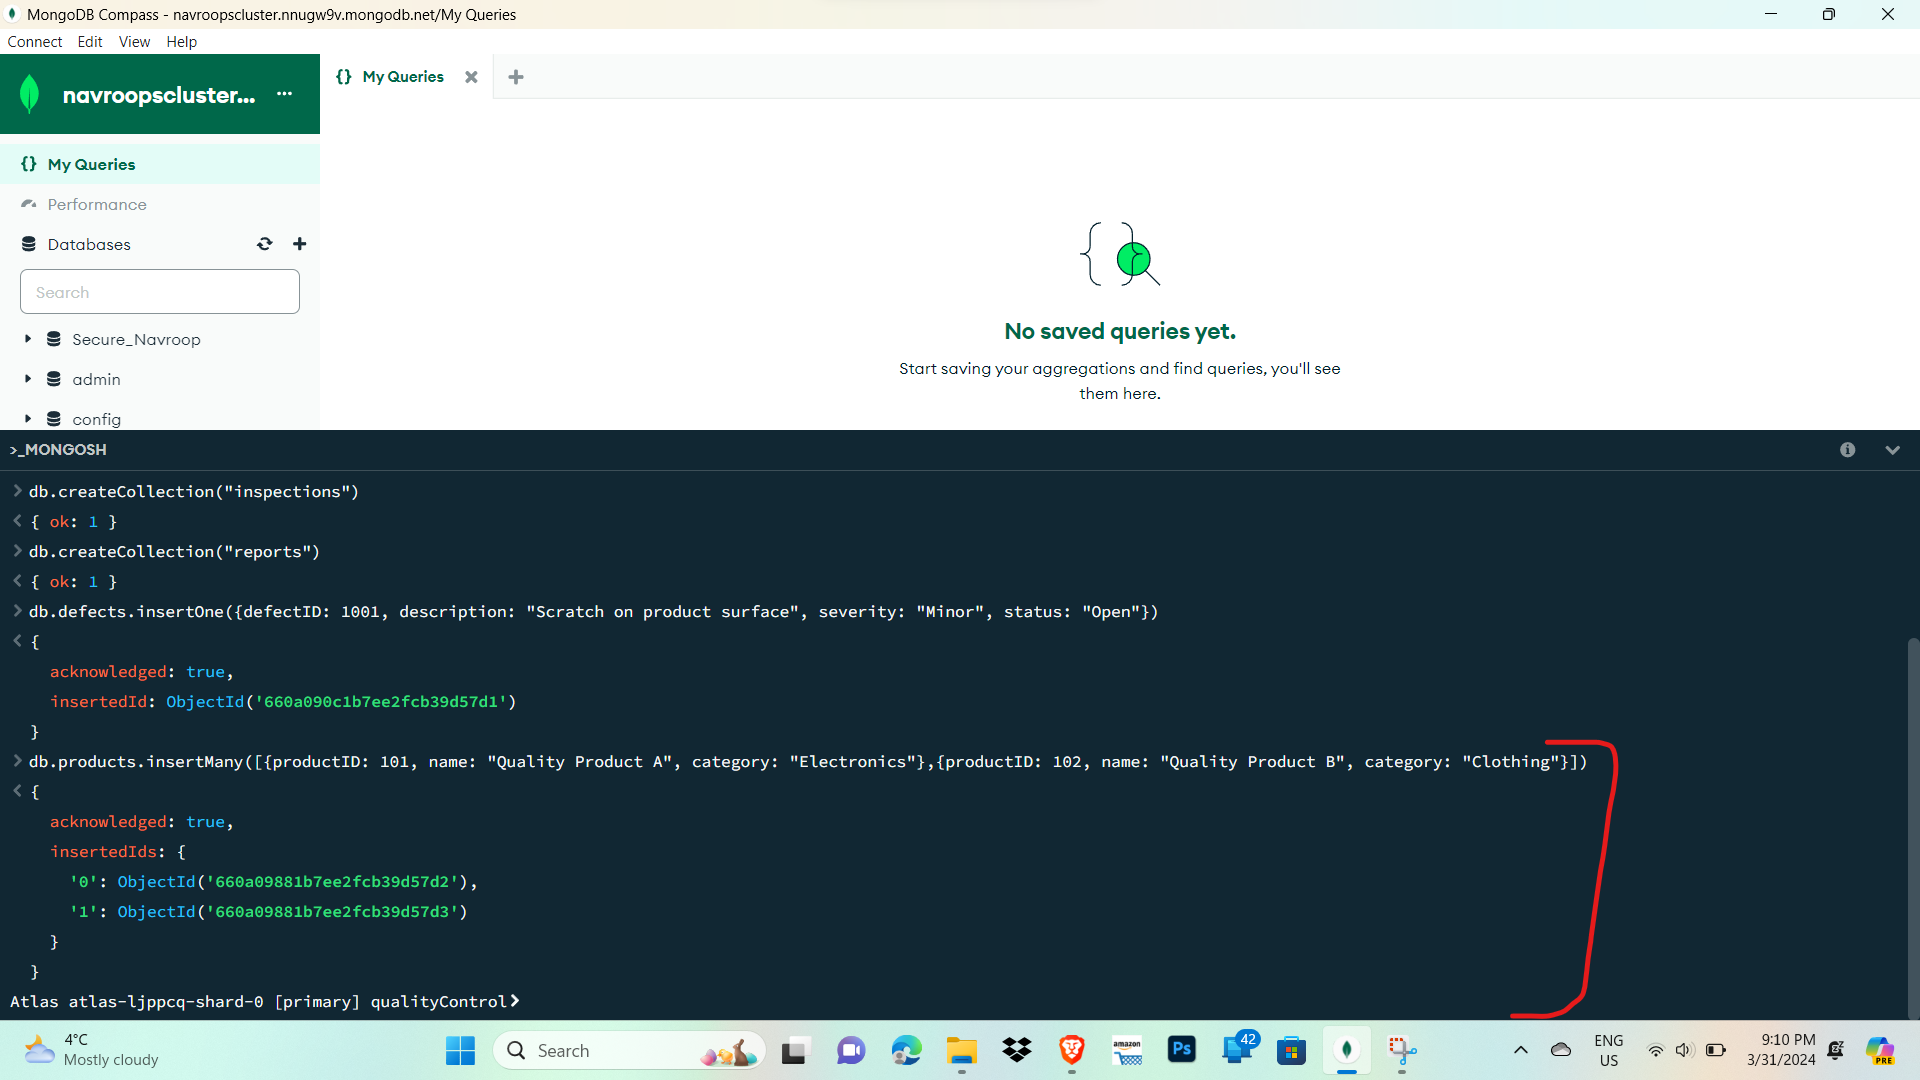 MongoDB Compass - navroopscluster.nnugw9v.mongodb.net/My Queries
Connect Edit View Help
navroopscluster... ...
{} My Queries
{} My Queries
Performance
Databases
Search
Secure_Navroop
admin
config
No saved queries yet.
Start saving your aggregations and find queries, you'll see
them here.
>_MONGOSH
> db.createCollection("inspections")
< { ok: 1 }
> db.createCollection("reports")
< { ok: 1 }
> db.defects.insertOne({defectID: 1001, description: "Scratch on product surface", severity: "Minor", status: "Open"})
< {
acknowledged: true,
insertedId: ObjectId('660a090c1b7ee2fcb39d57d1')
}
> db.products.insertMany([{productID: 101, name: "Quality Product A", category: "Electronics"},{productID: 102, name: "Quality Product B", category: "Clothing"}])
< {
acknowledged: true,
insertedIds: {
'0': ObjectId('660a09881b7ee2fcb39d57d2'),
'1': ObjectId('660a09881b7ee2fcb39d57d3')
}
}
Atlas atlas-ljppcq-shard-0 [primary] qualityControl>
4°C
Mostly cloudy
Search
amazon
Ps
42
ENG
US
9:10 PM
3/31/2024
PRE